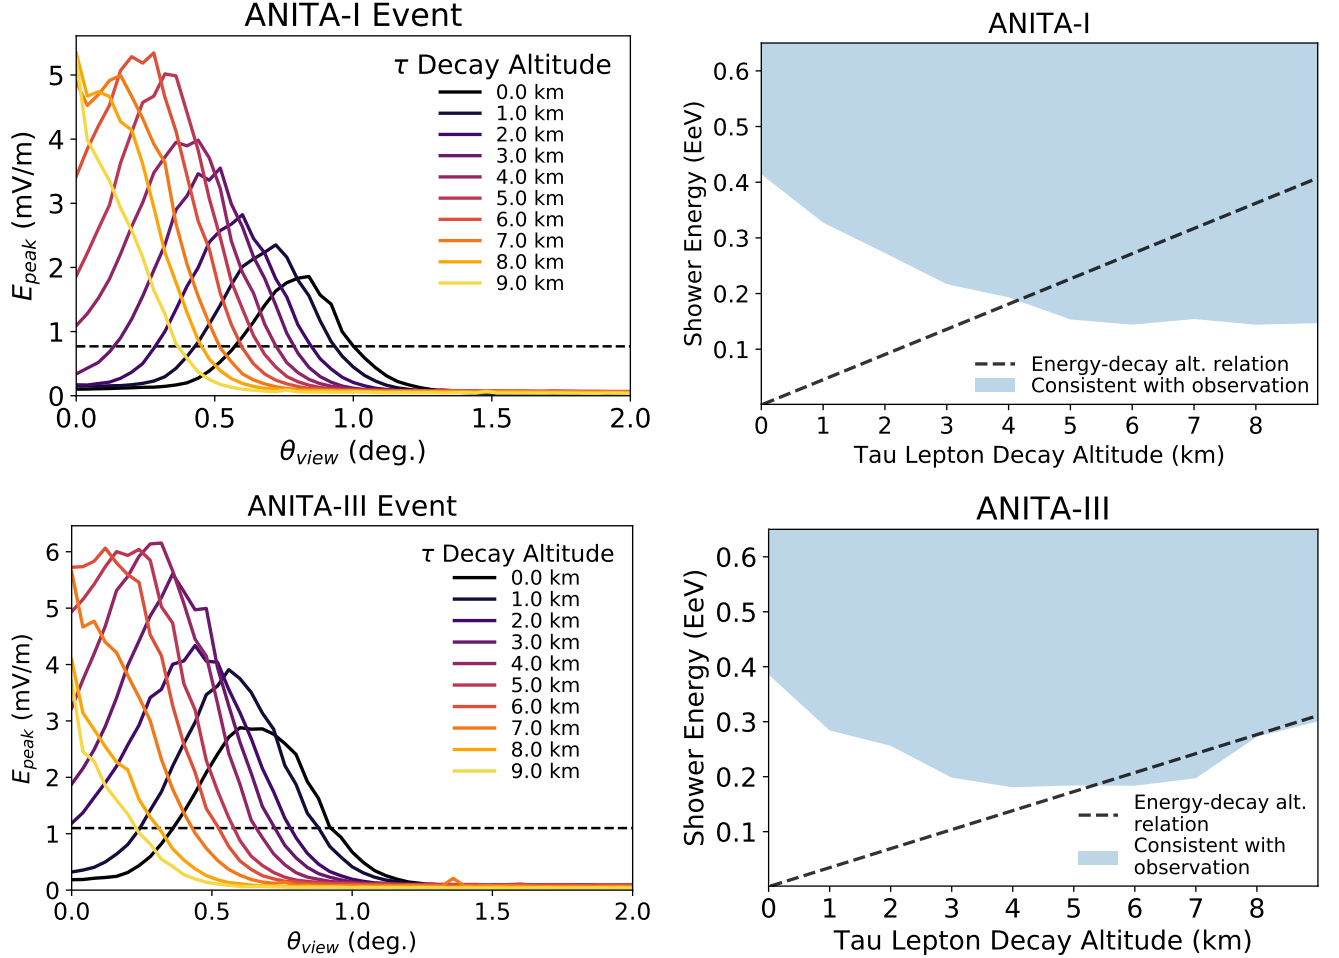 ANITA-I Event
5
4
3
2
1
0
E_peak (mV/m)
τ Decay Altitude
0.0 km
1.0 km
2.0 km
3.0 km
4.0 km
5.0 km
6.0 km
7.0 km
8.0 km
9.0 km
0.0 0.5 1.0 1.5 2.0
θ_view (deg.)
ANITA-I
0.6
0.5
0.4
0.3
0.2
0.1
Shower Energy (EeV)
Energy-decay alt. relation
Consistent with observation
0 1 2 3 4 5 6 7 8
Tau Lepton Decay Altitude (km)
ANITA-III Event
6
5
4
3
2
1
0
E_peak (mV/m)
τ Decay Altitude
0.0 km
1.0 km
2.0 km
3.0 km
4.0 km
5.0 km
6.0 km
7.0 km
8.0 km
9.0 km
0.0 0.5 1.0 1.5 2.0
θ_view (deg.)
ANITA-III
0.6
0.5
0.4
0.3
0.2
0.1
Shower Energy (EeV)
Energy-decay alt.
relation
Consistent with
observation
0 1 2 3 4 5 6 7 8
Tau Lepton Decay Altitude (km)